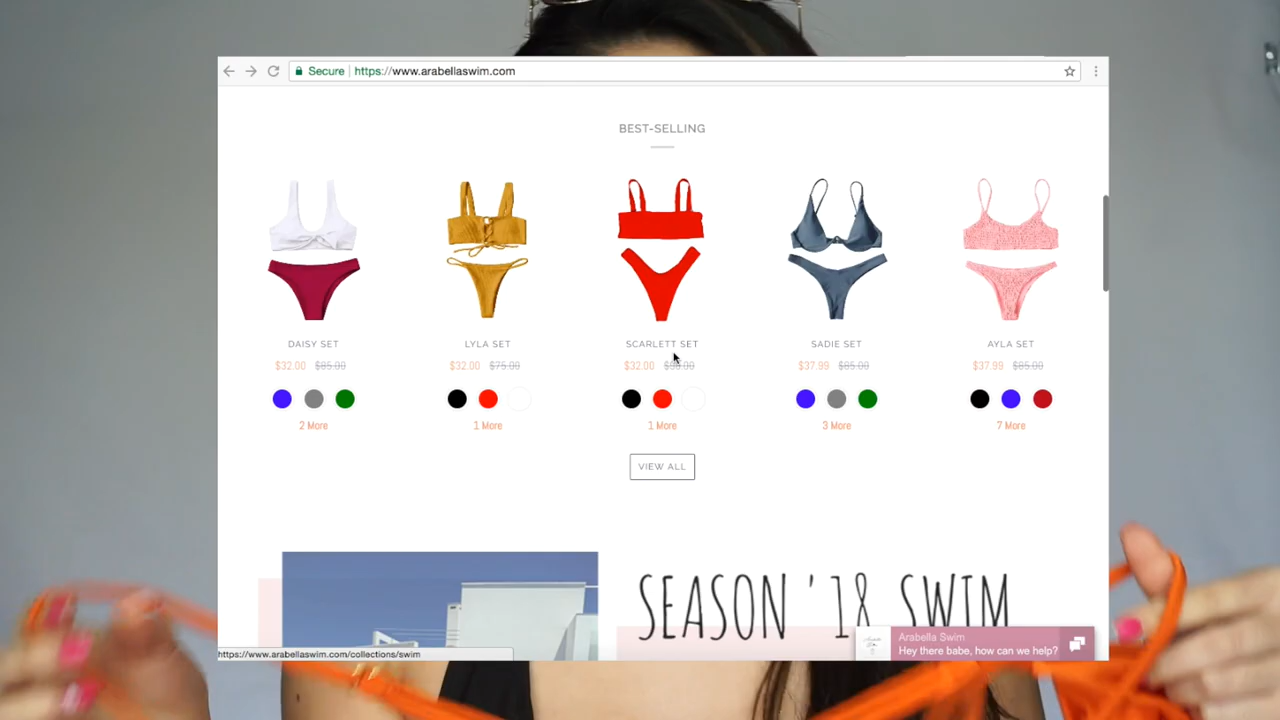 Secure
https://www.arabellaswim.com
BEST-SELLING
DAISY SET
LYLA SET
SCARLETT SET
SADIE SET
AYLA SET
$32.00 $85.00
$32.00 $75.00
$32.00
$37.99 $85.00
$37.99 $85.00
2 More
1 More
1 More
3 More
7 More
VIEW ALL
SEASON '18 SWIM
Arabella Swim
Hey there babe, how can we help?
https://www.arabellaswim.com/collections/swim